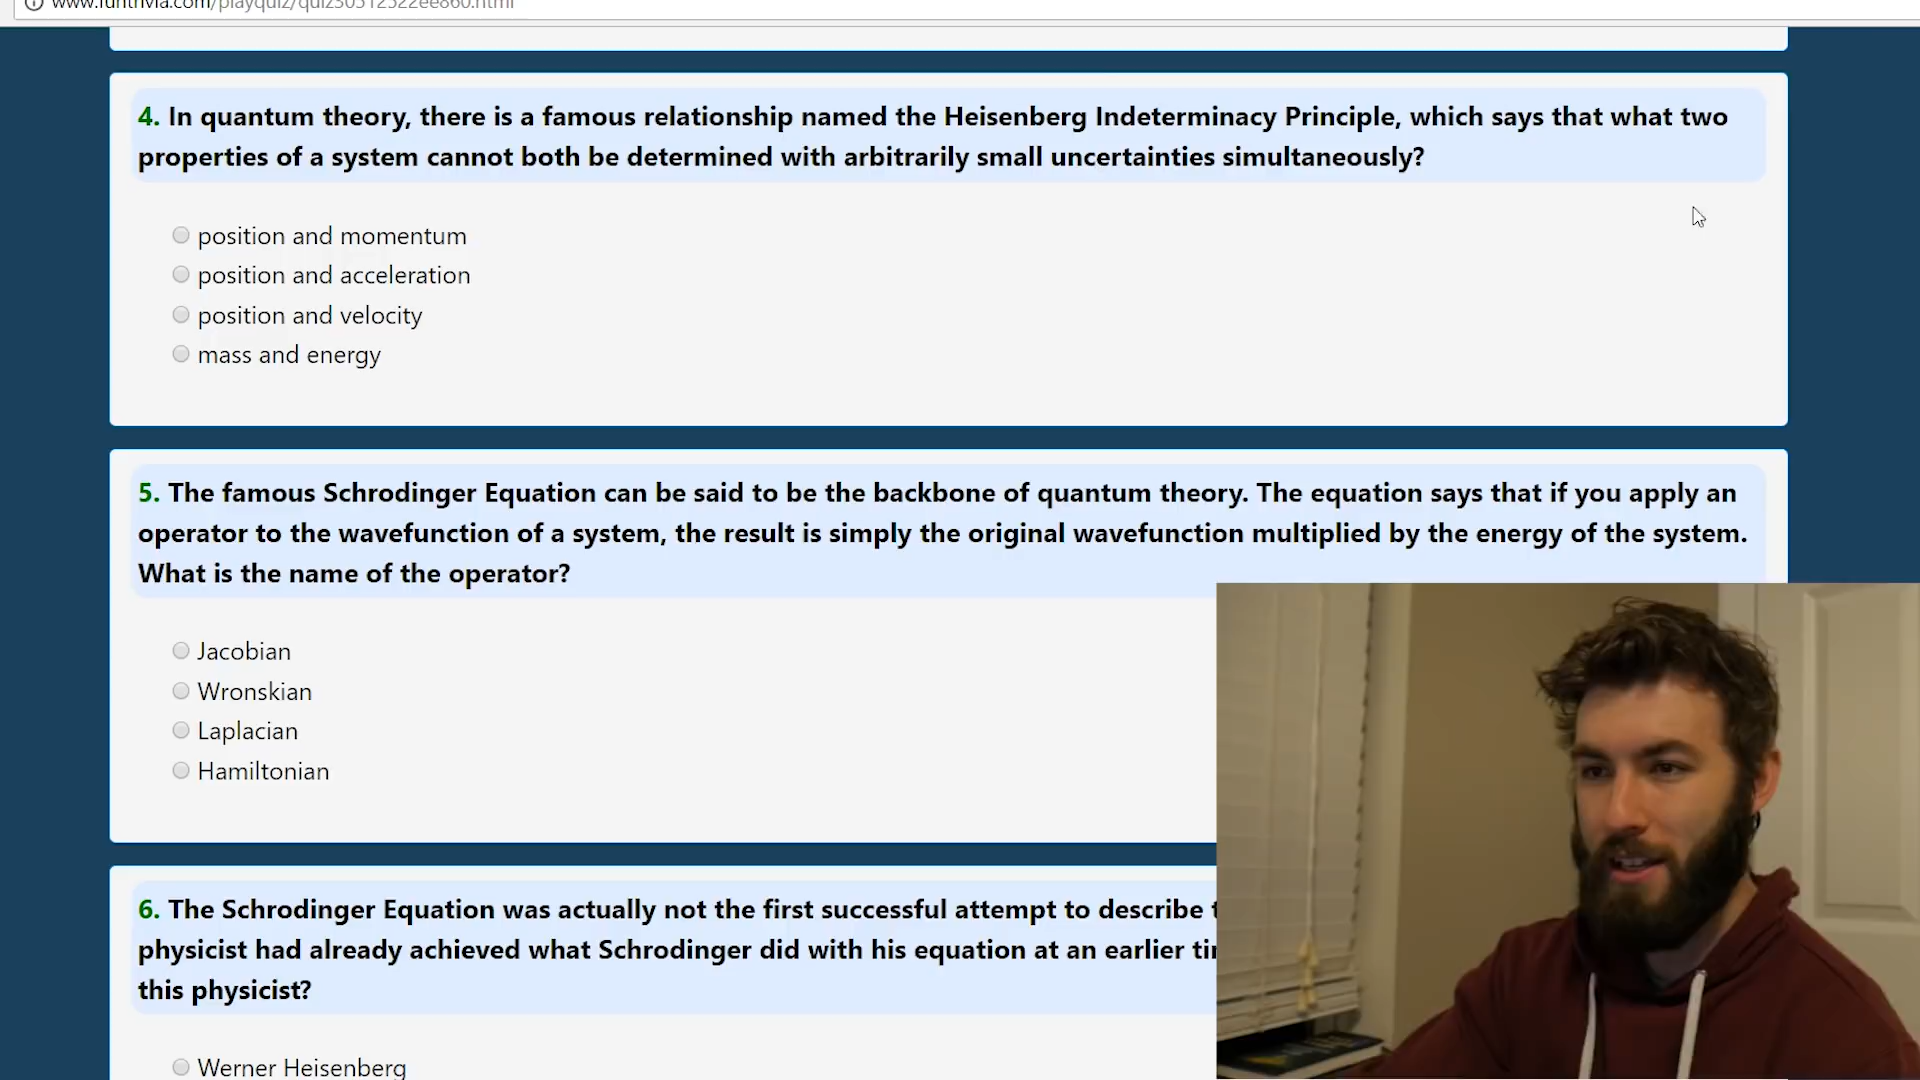 www.funtrivia.com/playquiz/quiz30512522ee860.html
4. In quantum theory, there is a famous relationship named the Heisenberg Indeterminacy Principle, which says that what two
properties of a system cannot both be determined with arbitrarily small uncertainties simultaneously?
position and momentum
position and acceleration
position and velocity
mass and energy
5. The famous Schrodinger Equation can be said to be the backbone of quantum theory. The equation says that if you apply an
operator to the wavefunction of a system, the result is simply the original wavefunction multiplied by the energy of the system.
What is the name of the operator?
Jacobian
Wronskian
Laplacian
Hamiltonian
6. The Schrodinger Equation was actually not the first successful attempt to describe
physicist had already achieved what Schrodinger did with his equation at an earlier
this physicist?
Werner Heisenberg